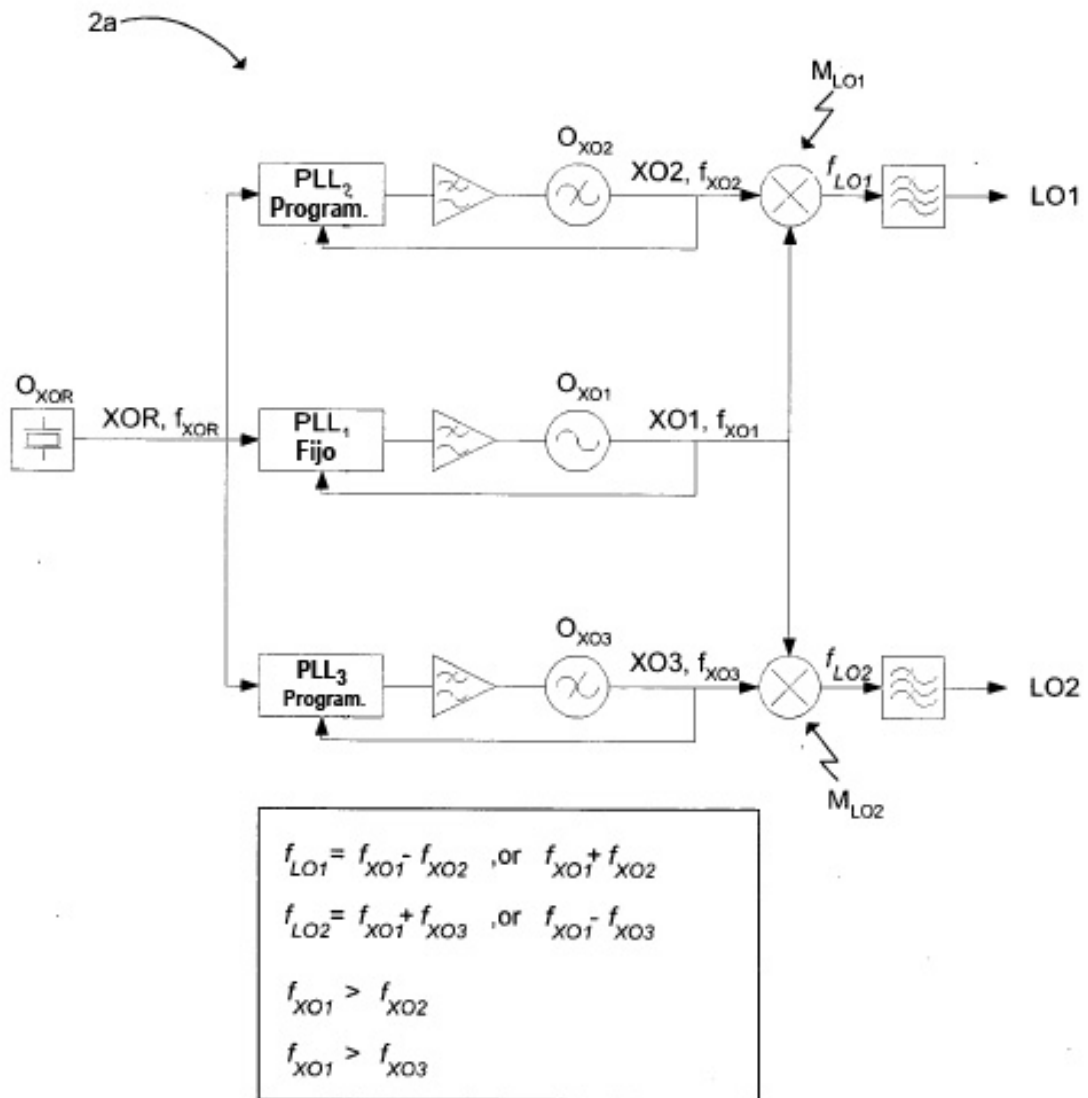 2a
M_LO1
O_XO2
PLL_2 Program.
XO2, f_XO2
f_LO1
LO1
O_XOR
XOR, f_XOR
PLL_1 Fijo
O_XO1
XO1, f_XO1
O_XO3
PLL_3 Program.
XO3, f_XO3
f_LO2
LO2
M_LO2
f_LO1 = f_XO1 - f_XO2 ,or f_XO1 + f_XO2
f_LO2 = f_XO1 + f_XO3 ,or f_XO1 - f_XO3
f_XO1 > f_XO2
f_XO1 > f_XO3